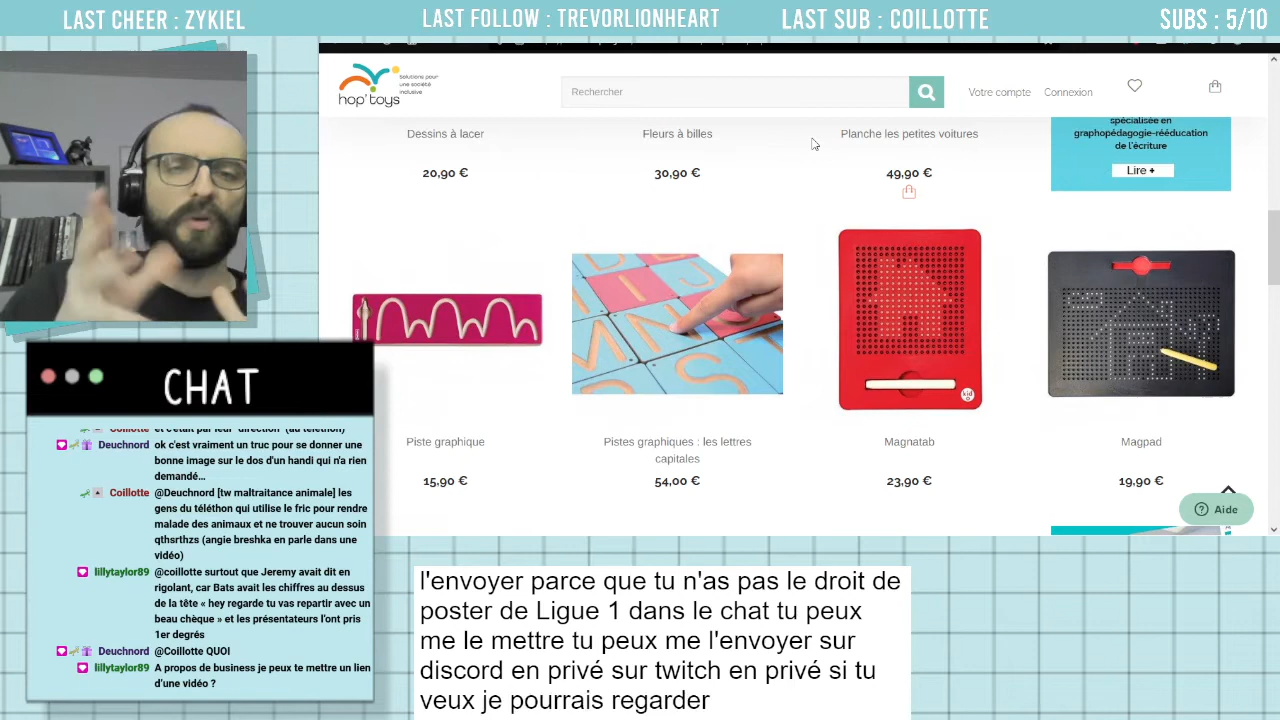 LAST CHEER : ZYKIEL
LAST FOLLOW : TREVORLIONHEART
LAST SUB : COILLOTTE
SUBS : 5/10
hop'toys
Solutions pour
une société
inclusive
Rechercher
Votre compte
Connexion
Dessins à lacer
20,90 €
Fleurs à billes
30,90 €
Planche les petites voitures
49,90 €
spécialisée en
graphopédagogie-rééducation
de l'écriture
Lire +
Piste graphique
15,90 €
Pistes graphiques : les lettres
capitales
54,00 €
kid
Magnatab
23,90 €
Magpad
19,90 €
Aide
CHAT
Coillotte et c'était par leur "direction" (au téléthon)
Deuchnord ok c'est vraiment un truc pour se donner une
bonne image sur le dos d'un handi qui n'a rien
demandé…
Coillotte @Deuchnord [tw maltraitance animale] les
gens du téléthon qui utilise le fric pour rendre
malade des animaux et ne trouver aucun soin
qthsrthzs (angie breshka en parle dans une
vidéo)
lillytaylor89 @coillotte surtout que Jeremy avait dit en
rigolant, car Bats avait les chiffres au dessus
de la tête « hey regarde tu vas repartir avec un
beau chèque » et les présentateurs l'ont pris
1er degrés
Deuchnord @Coillotte QUOI
lillytaylor89 A propos de business je peux te mettre un lien
d'une vidéo ?
l'envoyer parce que tu n'as pas le droit de
poster de Ligue 1 dans le chat tu peux
me le mettre tu peux me l'envoyer sur
discord en privé sur twitch en privé si tu
veux je pourrais regarder